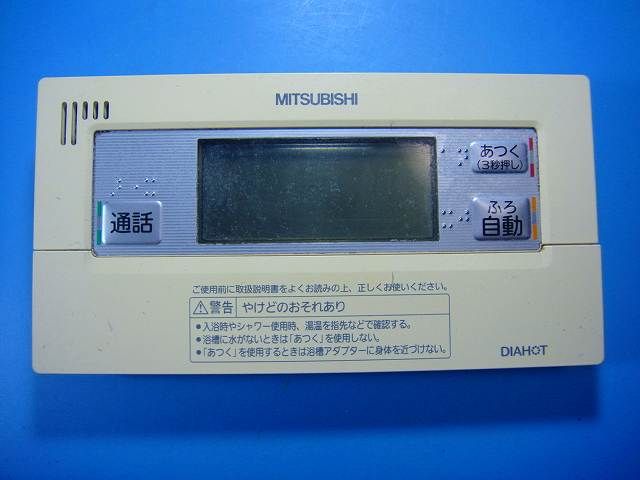 MITSUBISHI
あつく
(3秒押し)
通話
ふろ
自動
ご使用前に取扱説明書をよくお読みの上、正しくお使いください。
⚠警告 やけどのおそれあり
●入浴時やシャワー使用時、湯温を指先などで確認する。
●浴槽に水がないときは「あつく」を使用しない。
●「あつく」を使用するときは浴槽アダプターに身体を近づけない。
DIAHOT